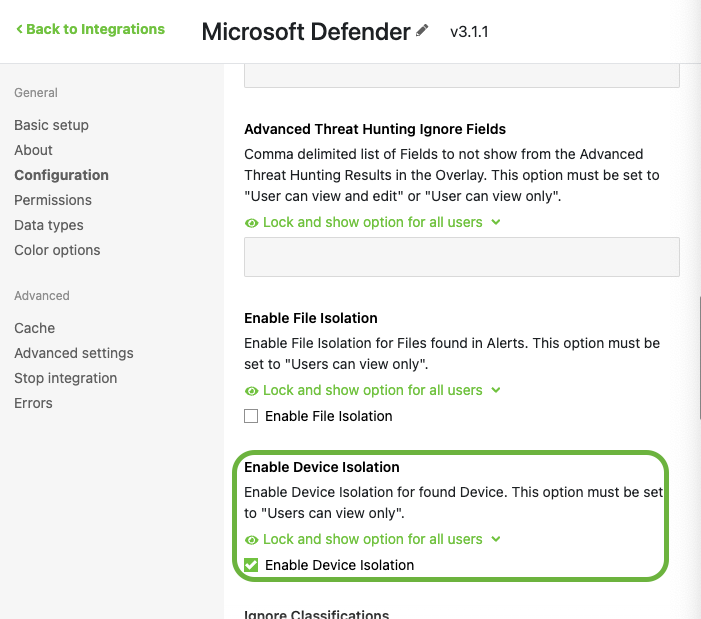 Back to Integrations
Microsoft Defender
v3.1.1
General
Basic setup
About
Configuration
Permissions
Data types
Color options
Advanced
Cache
Advanced settings
Stop integration
Errors
Advanced Threat Hunting Ignore Fields
Comma delimited list of Fields to not show from the Advanced
Threat Hunting Results in the Overlay. This option must be set to
"User can view and edit" or "User can view only".
Lock and show option for all users
Enable File Isolation
Enable File Isolation for Files found in Alerts. This option must be
set to "Users can view only".
Lock and show option for all users
Enable File Isolation
Enable Device Isolation
Enable Device Isolation for found Device. This option must be set
to "Users can view only".
Lock and show option for all users
Enable Device Isolation
Ignore Classifications